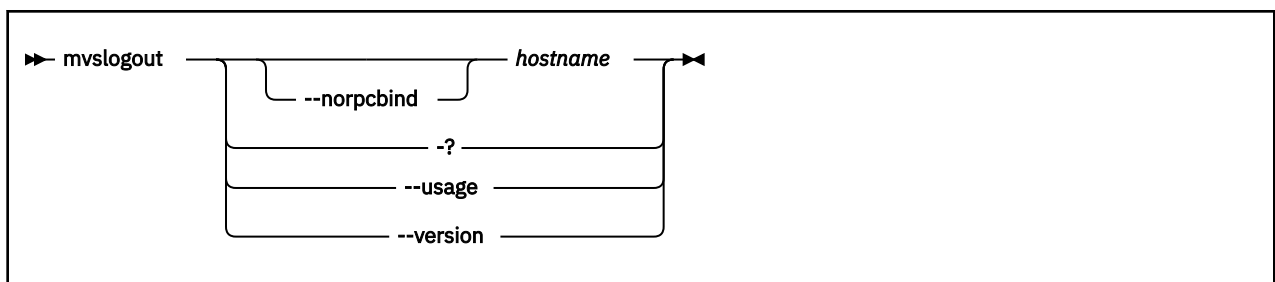 mvslogout hostname
--norpcbind
-?
--usage
--version